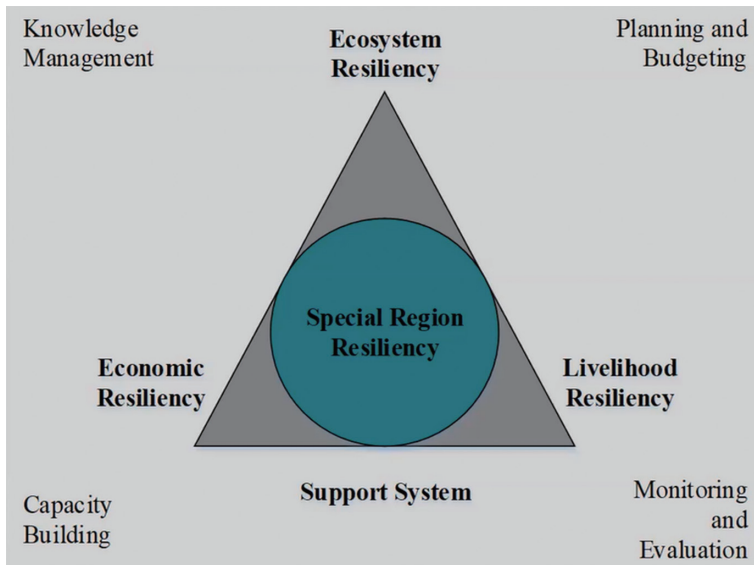 Knowledge
Management
Ecosystem
Resiliency
Planning and
Budgeting
Special Region
Resiliency
Economic
Resiliency
Livelihood
Resiliency
Support System
Capacity
Building
Monitoring
and
Evaluation